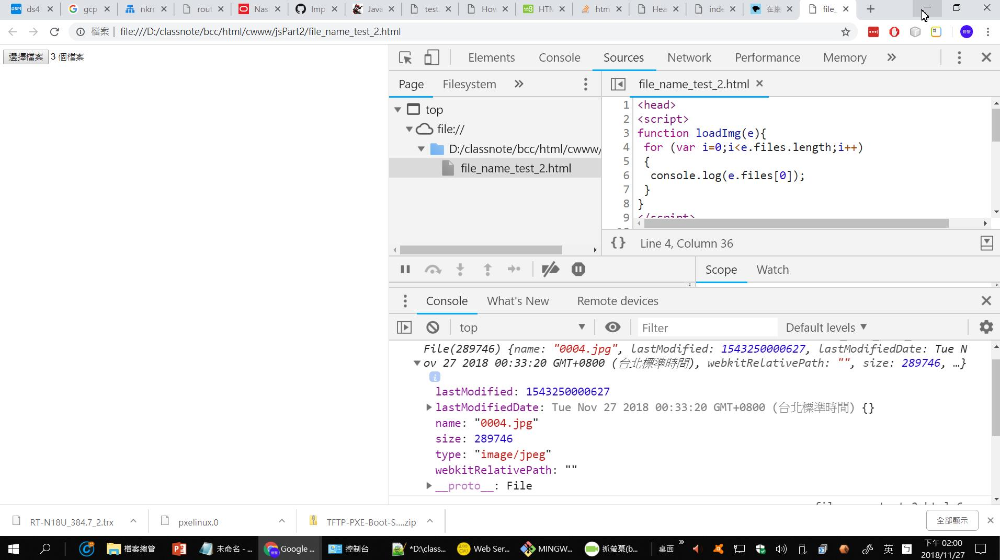 ds4
gcp
nkrr
rout
Nas
Imp
Java
test.
How
HTM
htm
Hea
inde
在網
file_
檔案
file:///D:/classnote/bcc/html/cwww/jsPart2/file_name_test_2.html
選擇檔案 3 個檔案
Elements Console Sources Network Performance Memory
Page Filesystem
file_name_test_2.html
top
file://
D:/classnote/bcc/html/cwww/
file_name_test_2.html
1 <head>
2 <script>
3 function loadImg(e){
4 for (var i=0;i<e.files.length;i++)
5 {
6 console.log(e.files[0]);
7 }
8 }
9 </script>
{} Line 4, Column 36
Scope Watch
Console What's New Remote devices
top Filter Default levels
File(289746) {name: "0004.jpg", lastModified: 1543250000627, lastModifiedDate: Tue N
ov 27 2018 00:33:20 GMT+0800 (台北標準時間), webkitRelativePath: "", size: 289746, …}
lastModified: 1543250000627
lastModifiedDate: Tue Nov 27 2018 00:33:20 GMT+0800 (台北標準時間) {}
name: "0004.jpg"
size: 289746
type: "image/jpeg"
webkitRelativePath: ""
__proto__: File
RT-N18U_384.7_2.trx
pxelinux.0
TFTP-PXE-Boot-S....zip
全部顯示
檔案總管
未命名 - ...
Google ...
控制台
*D:\class...
Web Ser...
MINGW...
抓螢幕(b...
桌面
英
下午 02:00
2018/11/27